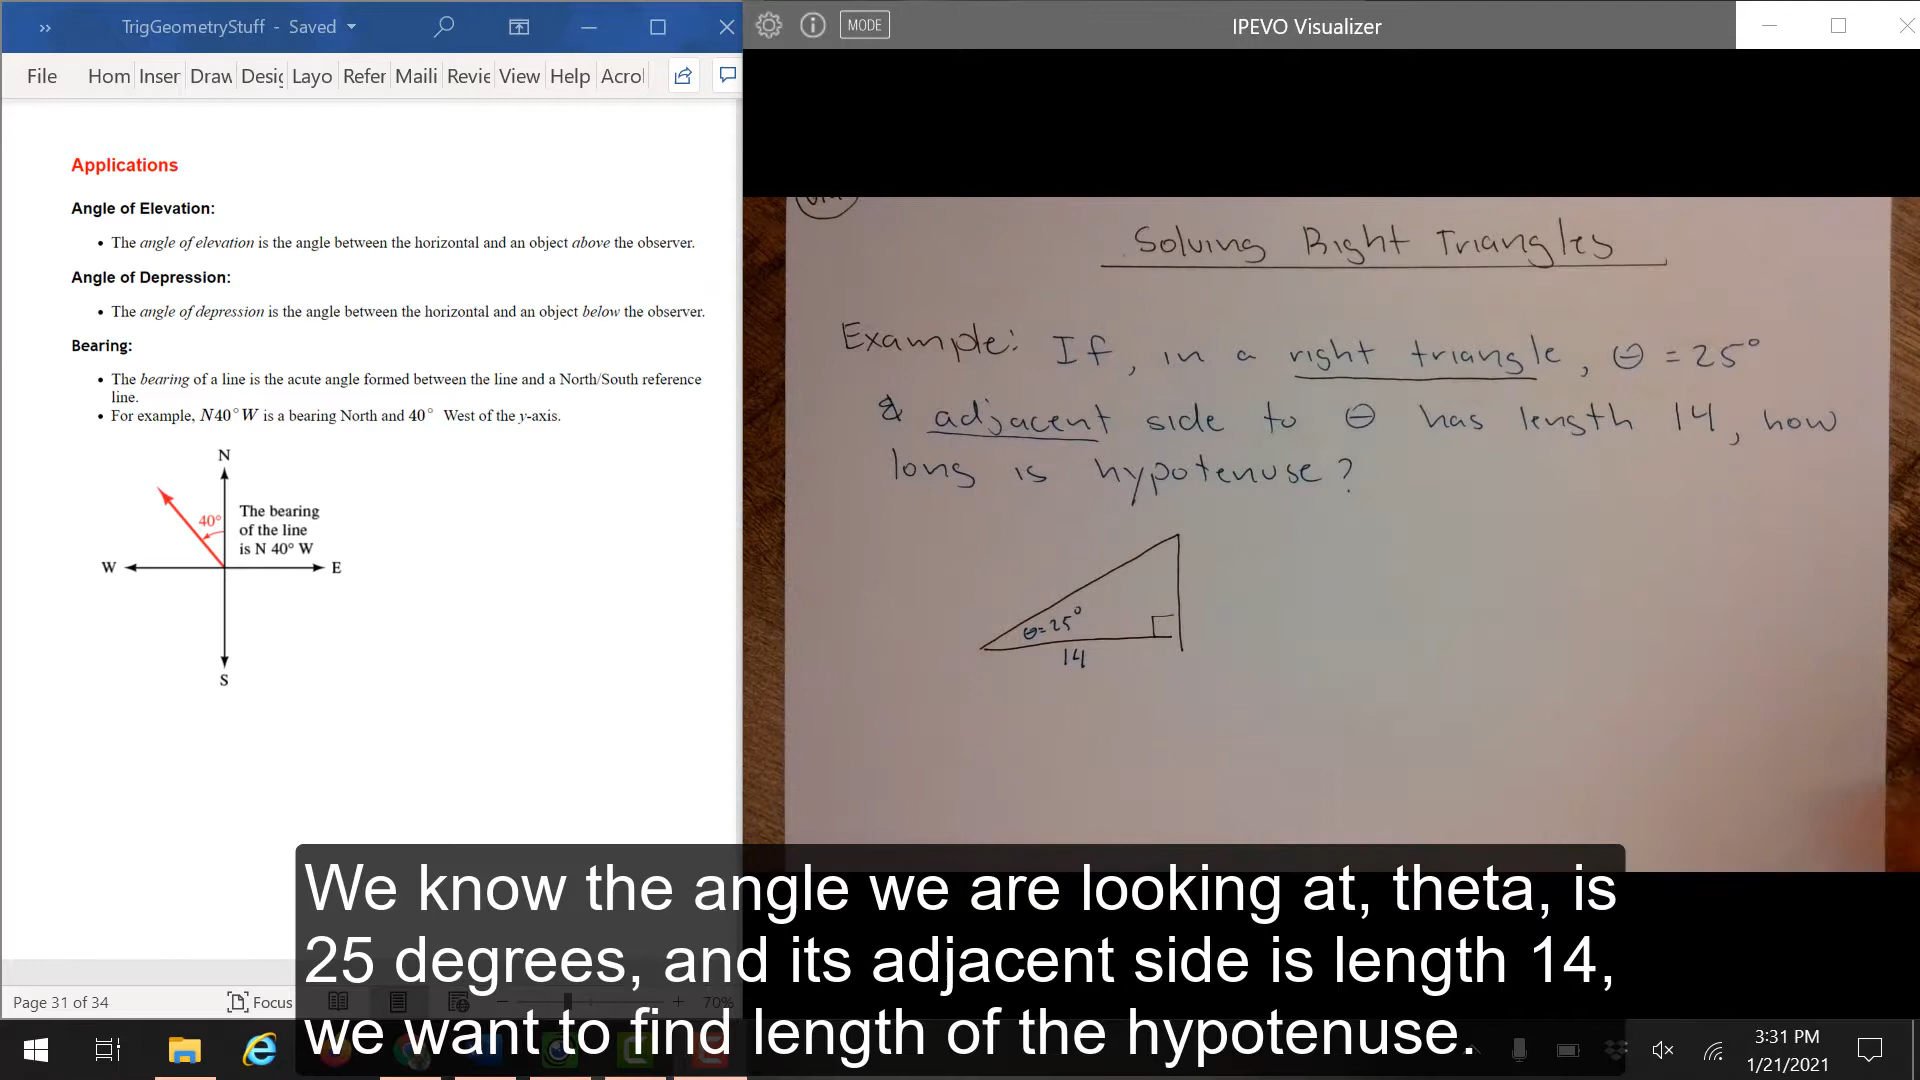 TrigGeometryStuff - Saved
File Hom Inser Draw Desig Layo Refer Maili Revie View Help Acrol
Applications
Angle of Elevation:
• The angle of elevation is the angle between the horizontal and an object above the observer.
Angle of Depression:
• The angle of depression is the angle between the horizontal and an object below the observer.
Bearing:
• The bearing of a line is the acute angle formed between the line and a North/South reference
line.
• For example, N40°W is a bearing North and 40° West of the y-axis.
N
40°
The bearing
of the line
is N 40° W
W
E
S
Page 31 of 34 Focus 70%
MODE IPEVO Visualizer
Solving Right Triangles
Example: If, in a right triangle, θ = 25°
& adjacent side to θ has length 14, how
long is hypotenuse?
θ=25°
14
We know the angle we are looking at, theta, is
25 degrees, and its adjacent side is length 14,
we want to find length of the hypotenuse.
3:31 PM
1/21/2021